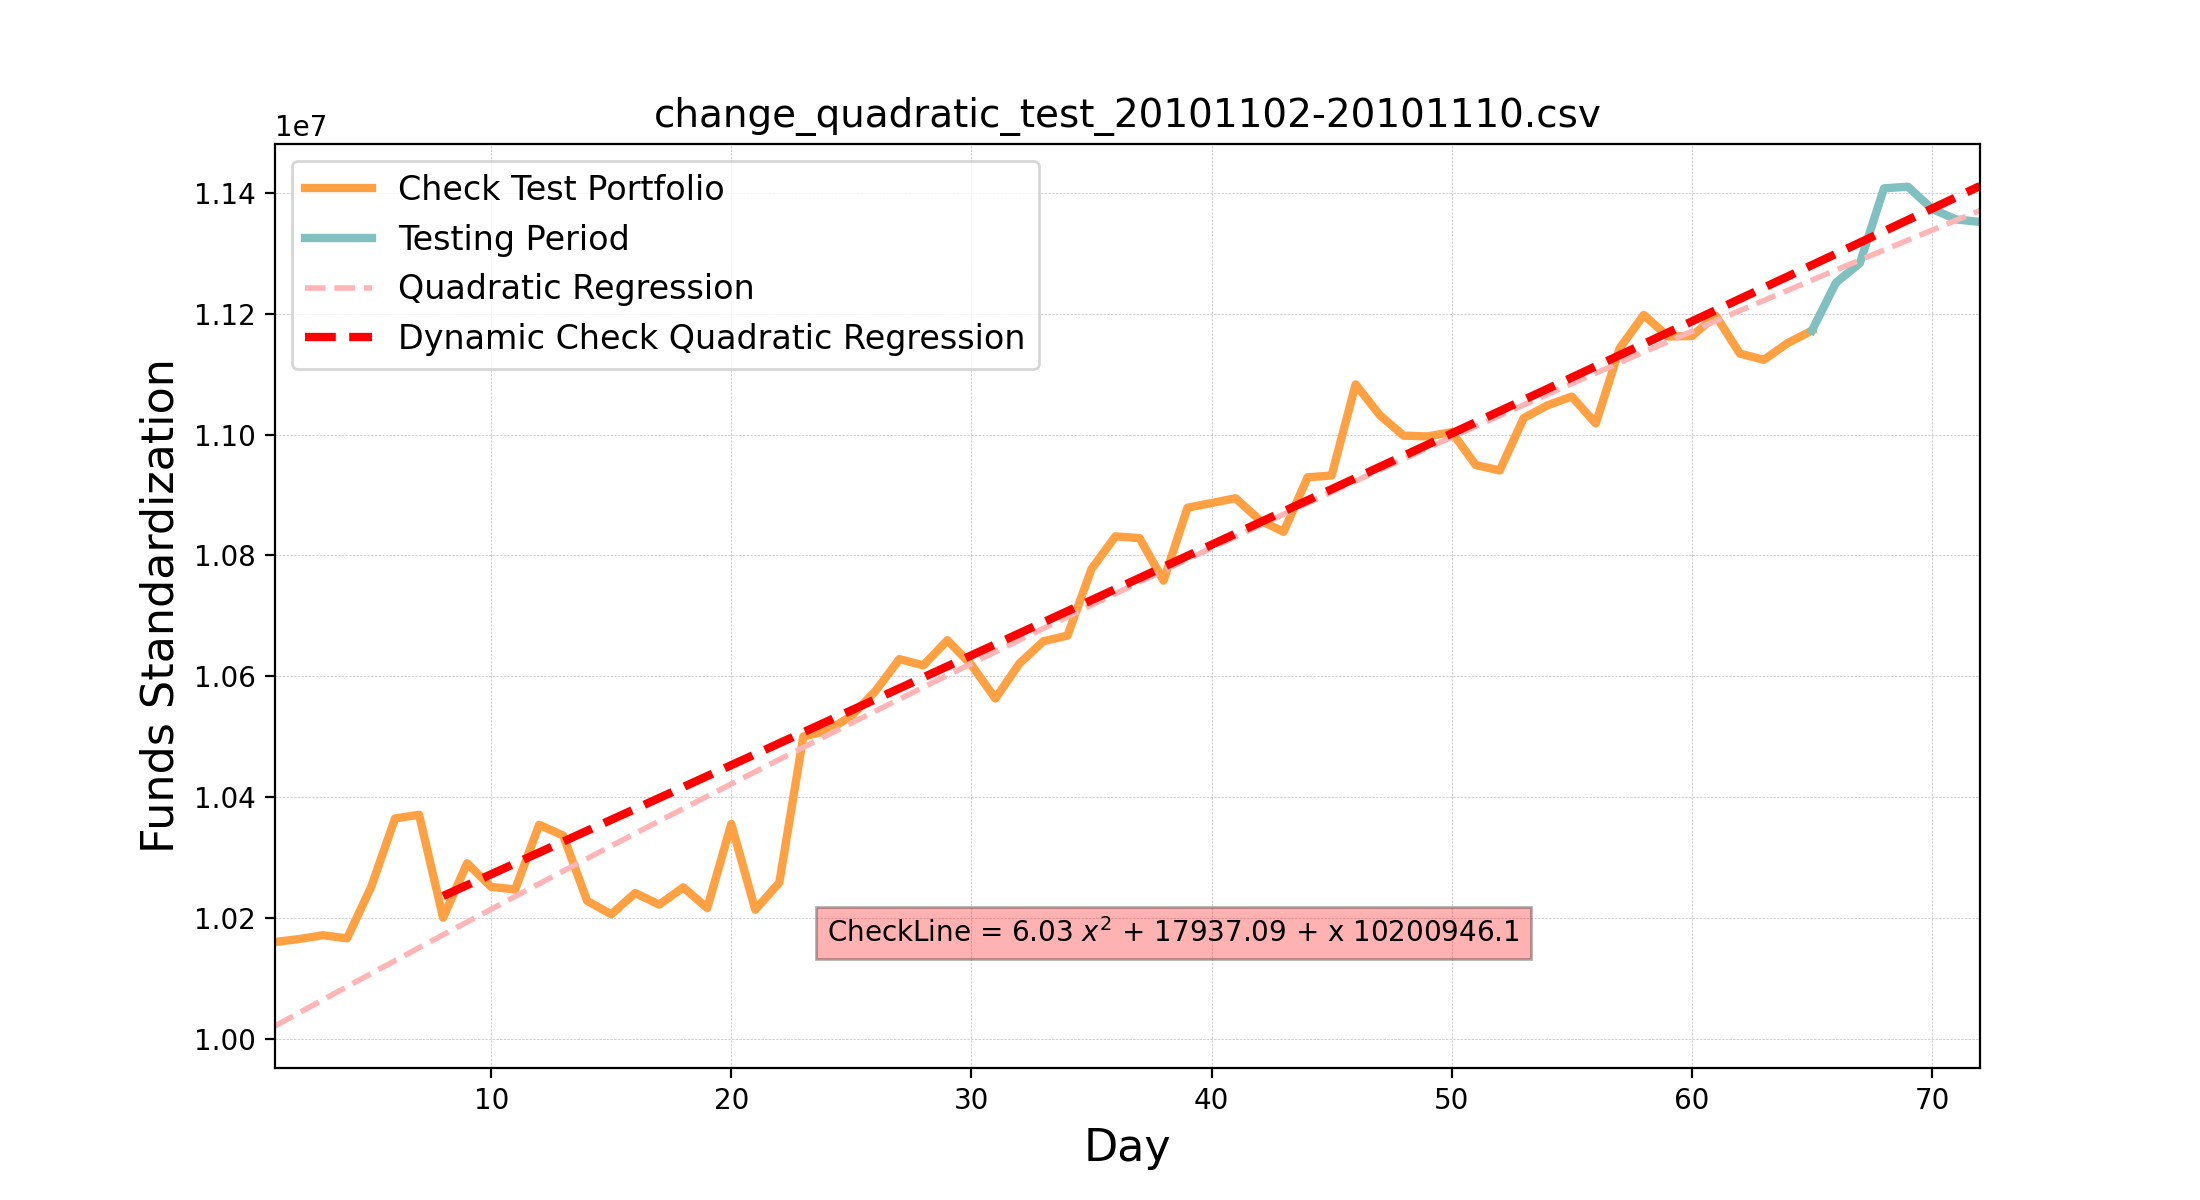 change_quadratic_test_20101102-20101110.csv
1e7
Check Test Portfolio
Testing Period
Quadratic Regression
Dynamic Check Quadratic Regression
1.14
1.12
1.10
1.08
1.06
1.04
1.02
1.00
Funds Standardization
CheckLine = 6.03 x² + 17937.09 + x 10200946.1
10 20 30 40 50 60 70
Day